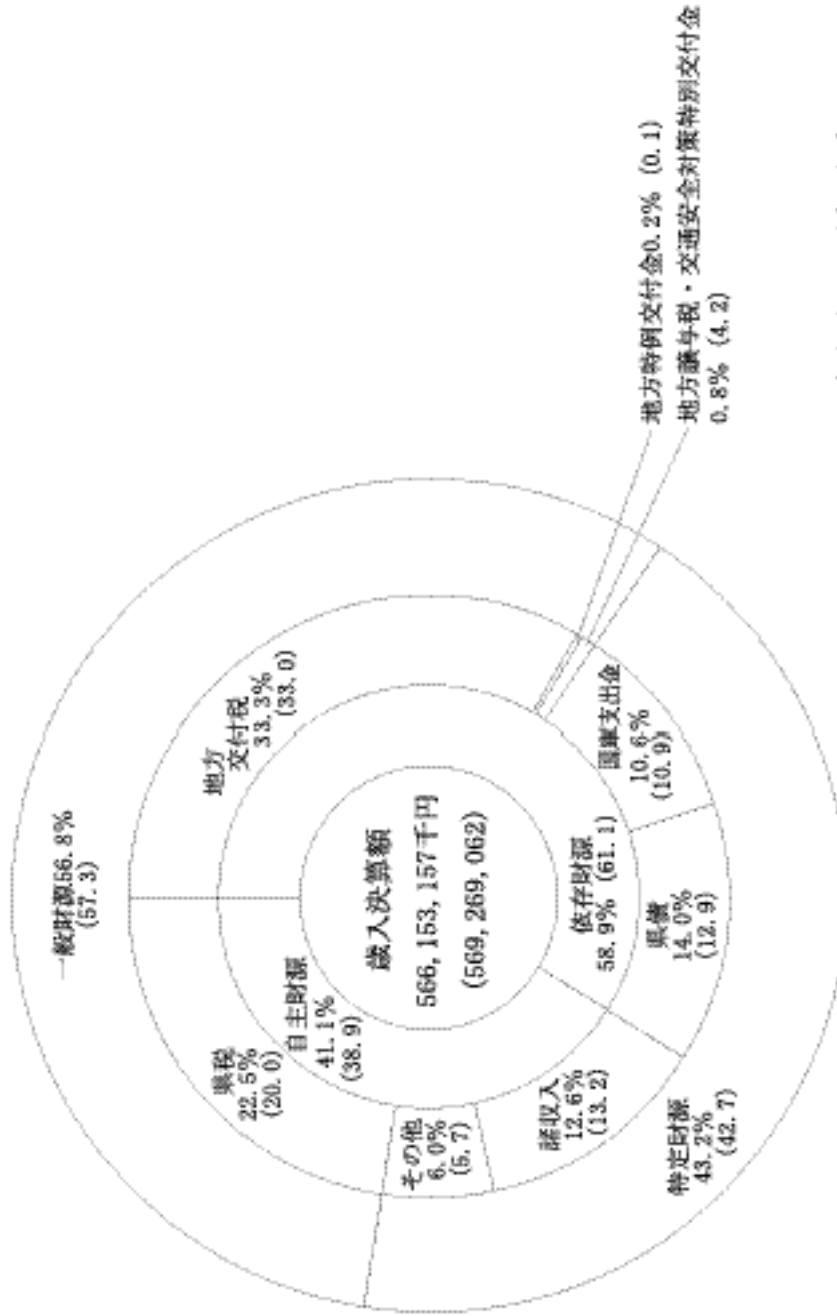 一般財源56.8%
(57.3)
地方
交付税
33.3%
(33.0)
県税
22.5%
(20.0)
自主財源
41.1%
(38.9)
歳入決算額
566,153,157千円
(569,269,062)
依存財源
58.9% (61.1)
その他
6.0%
(5.7)
諸収入
12.6%
(13.2)
県債
14.0%
(12.9)
国庫支出金
10.6%
(10.9)
特定財源
43.2%
(42.7)
地方特例交付金0.2% (0.1)
地方譲与税・交通安全対策特別交付金
0.8% (4.2)